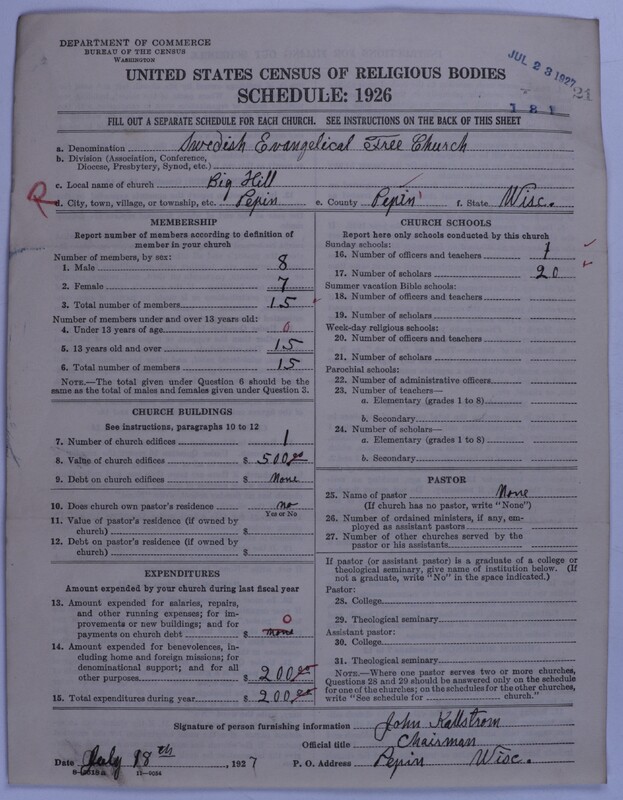 DEPARTMENT OF COMMERCE
BUREAU OF THE CENSUS
WASHINGTON
JUL 23 1927
24
181
UNITED STATES CENSUS OF RELIGIOUS BODIES
SCHEDULE: 1926
FILL OUT A SEPARATE SCHEDULE FOR EACH CHURCH. SEE INSTRUCTIONS ON THE BACK OF THIS SHEET
a. Denomination Swedish Evangelical Free Church
b. Division (Association, Conference, Diocese, Presbytery, Synod, etc.)
c. Local name of church Big Hill
R
d. City, town, village, or township, etc. Pepin e. County Pepin f. State Wisc.
MEMBERSHIP
Report number of members according to definition of member in your church
Number of members, by sex:
1. Male 8
2. Female 7
3. Total number of members 15
Number of members under and over 13 years old:
4. Under 13 years of age 0
5. 13 years old and over 15
6. Total number of members 15
NOTE.—The total given under Question 6 should be the same as the total of males and females given under Question 3.
CHURCH BUILDINGS
See instructions, paragraphs 10 to 12
7. Number of church edifices 1
8. Value of church edifices $ 500.00
9. Debt on church edifices $ None
10. Does church own pastor's residence no
Yes or No
11. Value of pastor's residence (if owned by church) $
12. Debt on pastor's residence (if owned by church) $
EXPENDITURES
Amount expended by your church during last fiscal year
13. Amount expended for salaries, repairs, and other running expenses; for improvements or new buildings; and for payments on church debt $ none 0
14. Amount expended for benevolences, including home and foreign missions; for denominational support; and for all other purposes $ 200.00
15. Total expenditures during year $ 200.00
CHURCH SCHOOLS
Report here only schools conducted by this church
Sunday schools:
16. Number of officers and teachers 1
17. Number of scholars 20
Summer vacation Bible schools:
18. Number of officers and teachers
19. Number of scholars
Week-day religious schools:
20. Number of officers and teachers
21. Number of scholars
Parochial schools:
22. Number of administrative officers
23. Number of teachers—
a. Elementary (grades 1 to 8)
b. Secondary
24. Number of scholars—
a. Elementary (grades 1 to 8)
b. Secondary
PASTOR
25. Name of pastor None
(If church has no pastor, write "None")
26. Number of ordained ministers, if any, employed as assistant pastors
27. Number of other churches served by the pastor or his assistants
If pastor (or assistant pastor) is a graduate of a college or theological seminary, give name of institution below. (If not a graduate, write "No" in the space indicated.)
Pastor:
28. College
29. Theological seminary
Assistant pastor:
30. College
31. Theological seminary
NOTE.—Where one pastor serves two or more churches, Questions 28 and 29 should be answered only on the schedule for one of the churches; on the schedules for the other churches, write "See schedule for church."
Signature of person furnishing information John Kallstrom
Official title Chairman
Date July 18th, 1927 P. O. Address Pepin Wisc.
11-9054